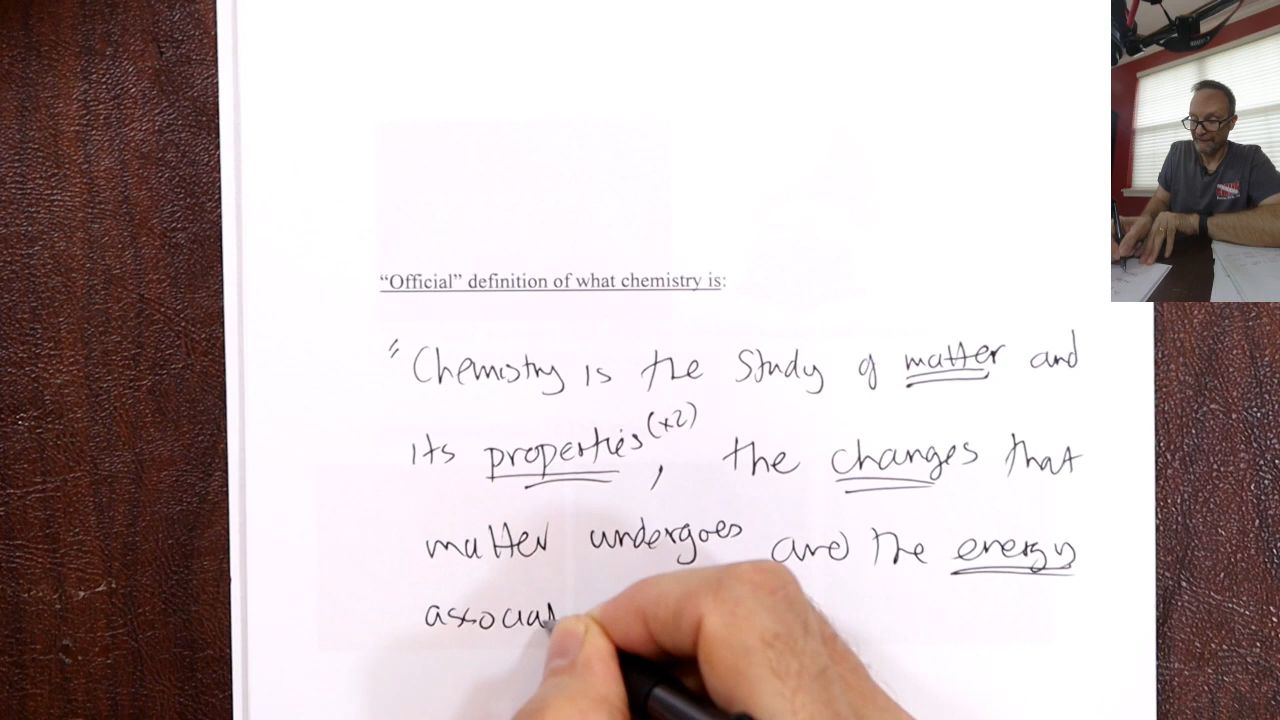 “Official” definition of what chemistry is:
" Chemistry is the study of matter and
its properties (x2), the changes that
matter undergoes and the energy
associat